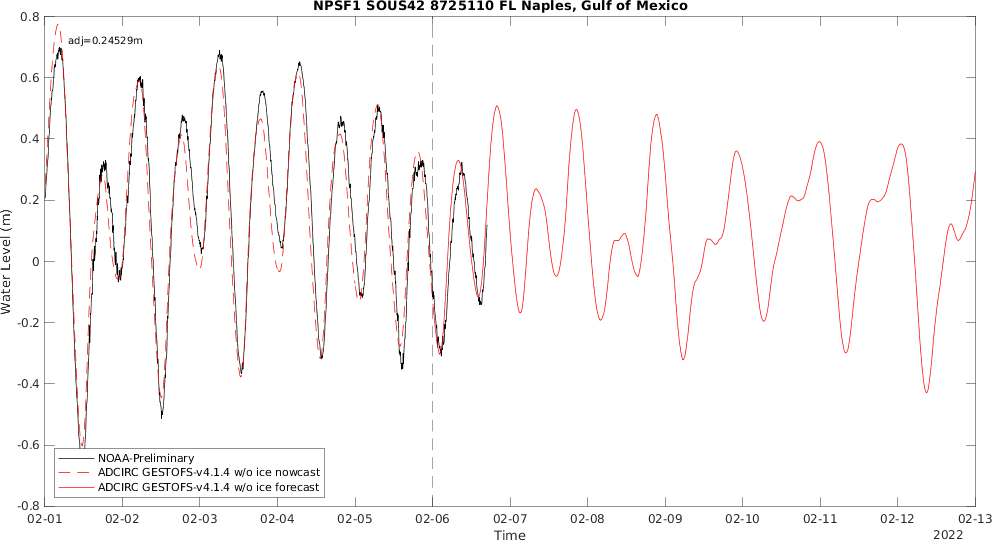 NPSF1 SOUS42 8725110 FL Naples, Gulf of Mexico
adj=0.24529m
0.8
0.6
0.4
0.2
0
-0.2
-0.4
-0.6
-0.8
Water Level (m)
NOAA-Preliminary
ADCIRC GESTOFS-v4.1.4 w/o ice nowcast
ADCIRC GESTOFS-v4.1.4 w/o ice forecast
02-01 02-02 02-03 02-04 02-05 02-06 02-07 02-08 02-09 02-10 02-11 02-12 02-13
Time
2022